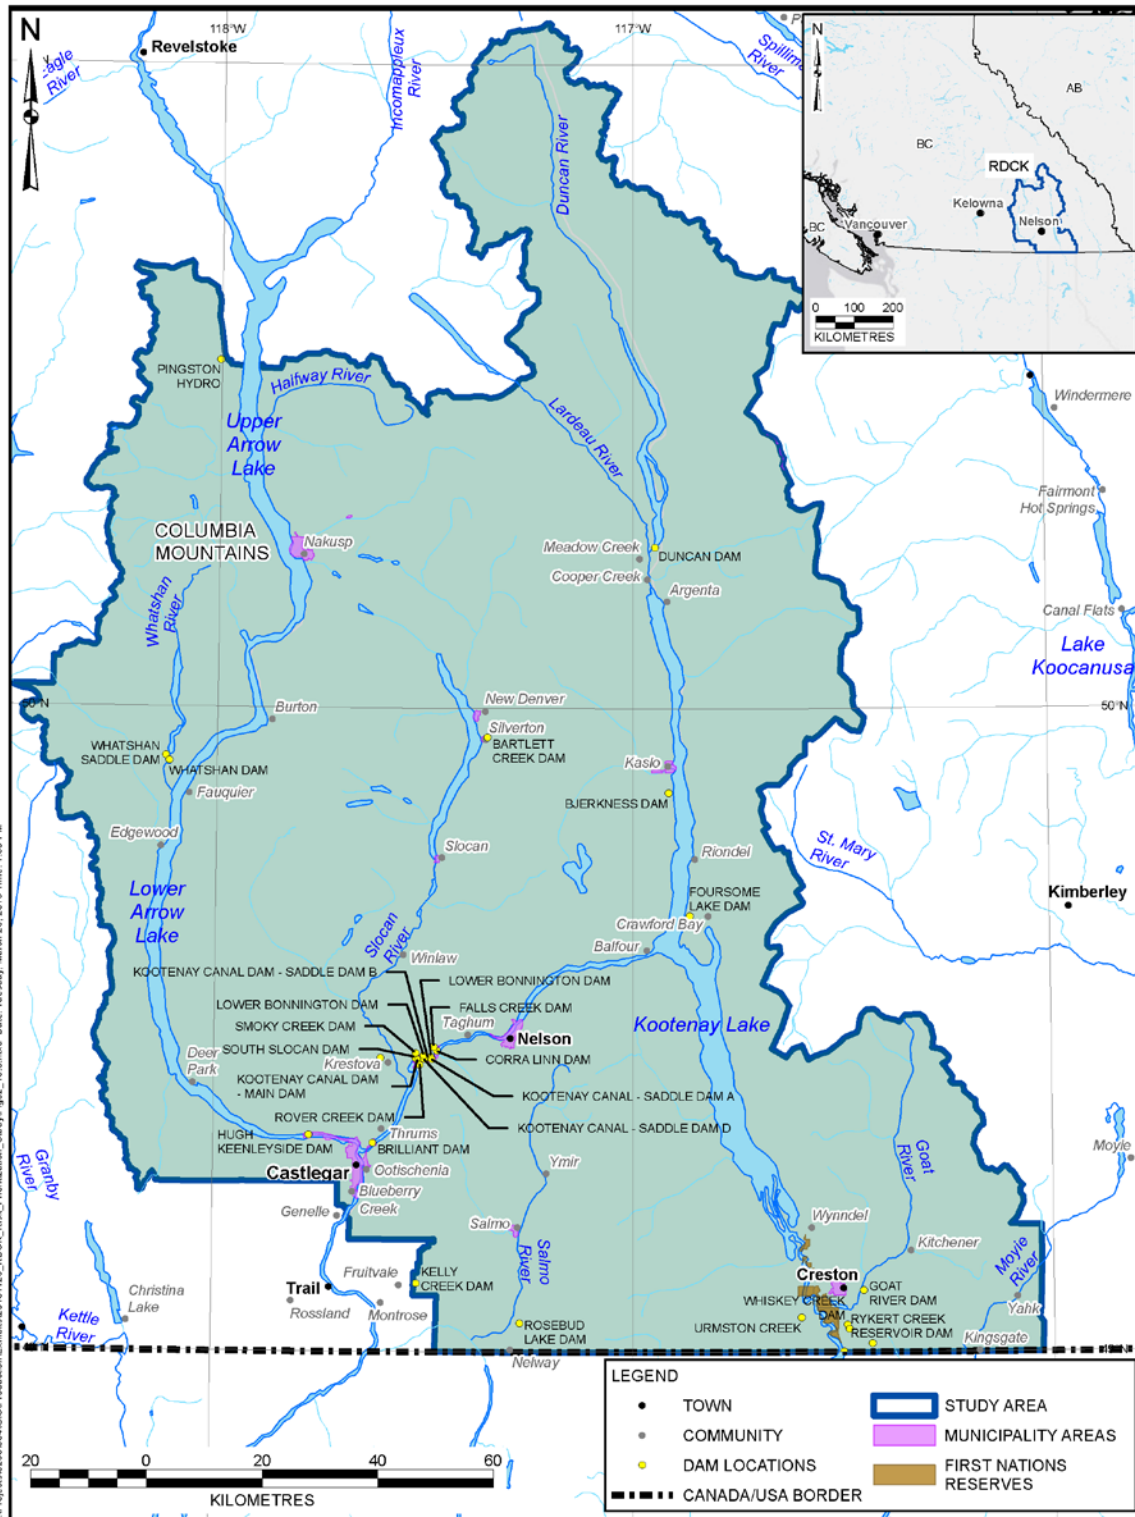 N
118°W
117°W
Revelstoke
Eagle
River
Incomappleux
River
Spillima
River
Duncan River
N
AB
BC
RDCK
Kelowna
Nelson
Vancouver
BC
0 100 200
KILOMETRES
PINGSTON
HYDRO
Halfway River
Upper
Arrow
Lake
Lardeau River
Windermere
Fairmont
Hot Springs
COLUMBIA
MOUNTAINS
Nakusp
Meadow Creek
DUNCAN DAM
Cooper Creek
Argenta
Whatshan
River
Canal Flats
Lake
Koocanusa
50°N
50°N
New Denver
Burton
Silverton
BARTLETT
CREEK DAM
WHATSHAN
SADDLE DAM
WHATSHAN DAM
Kaslo
Fauquier
BJERKNESS DAM
Edgewood
Slocan
Riondel
St. Mary
River
Kimberley
Lower
Arrow
Lake
FOURSOME
LAKE DAM
Crawford Bay
Slocan
River
Balfour
Winlaw
KOOTENAY CANAL DAM - SADDLE DAM B
LOWER BONNINGTON DAM
LOWER BONNINGTON DAM
FALLS CREEK DAM
SMOKY CREEK DAM
Taghum
Nelson
Kootenay Lake
SOUTH SLOCAN DAM
CORRA LINN DAM
Deer
Park
Krestova
KOOTENAY CANAL DAM
- MAIN DAM
KOOTENAY CANAL - SADDLE DAM A
ROVER CREEK DAM
KOOTENAY CANAL - SADDLE DAM D
Thrums
HUGH
KEENLEYSIDE DAM
BRILLIANT DAM
Castlegar
Ootischenia
Ymir
Goat
River
Moyie
Granby
River
Blueberry
Creek
Genelle
Salmo
Salmo
River
Wynndel
Kitchener
Moyie
River
Creston
KELLY
CREEK DAM
Fruitvale
Trail
GOAT
RIVER DAM
WHISKEY CREEK
DAM
Christina
Lake
Rossland
Montrose
Yahk
Kettle
River
ROSEBUD
LAKE DAM
URMSTON CREEK
RYKERT CREEK
RESERVOIR DAM
Kingsgate
Nelway
LEGEND
TOWN
STUDY AREA
COMMUNITY
MUNICIPALITY AREAS
DAM LOCATIONS
FIRST NATIONS
RESERVES
CANADA/USA BORDER
20 0 20 40 60
KILOMETRES